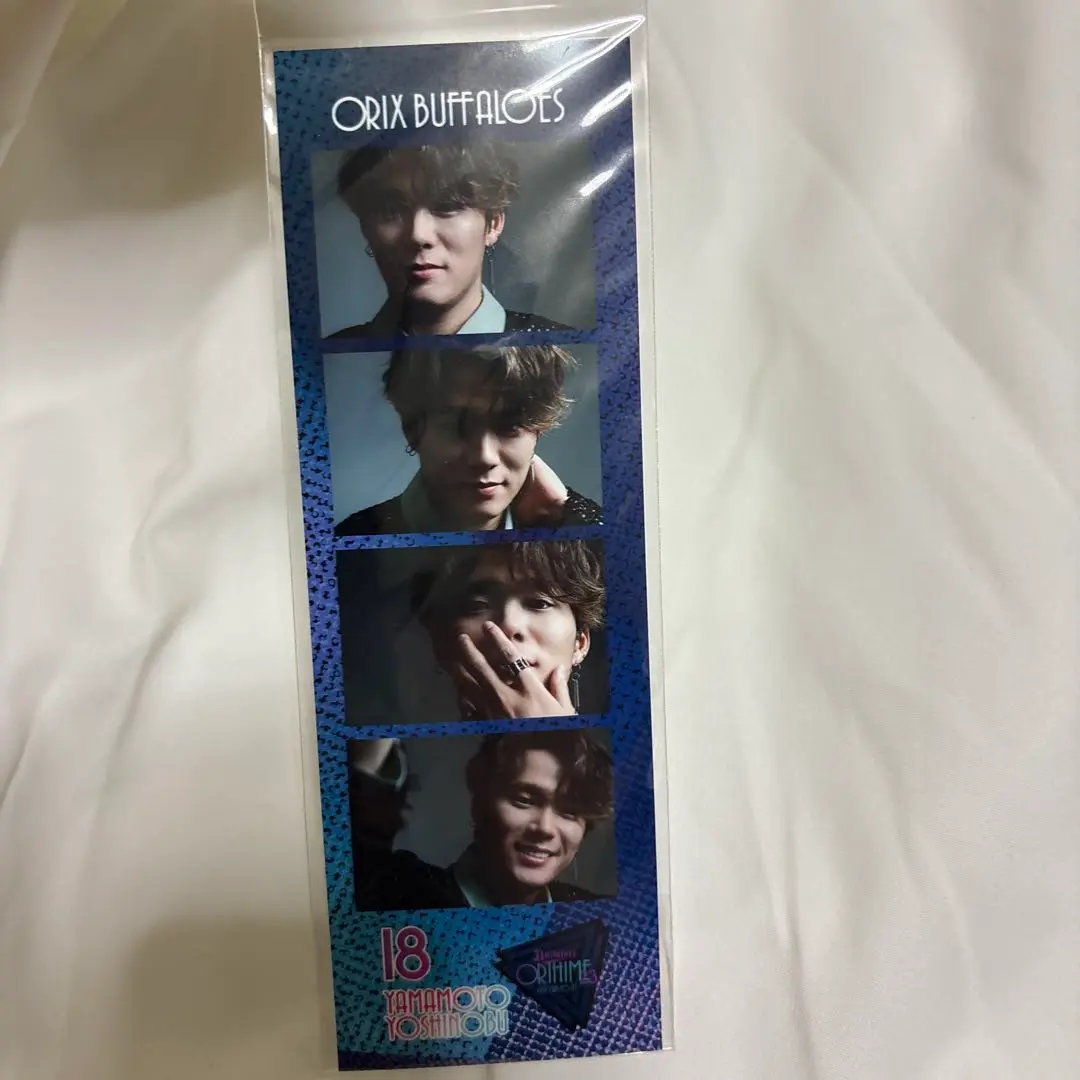 ORIX BUFFALOES
18
YAMAMOTO
YOSHINOBU
ORIHIME